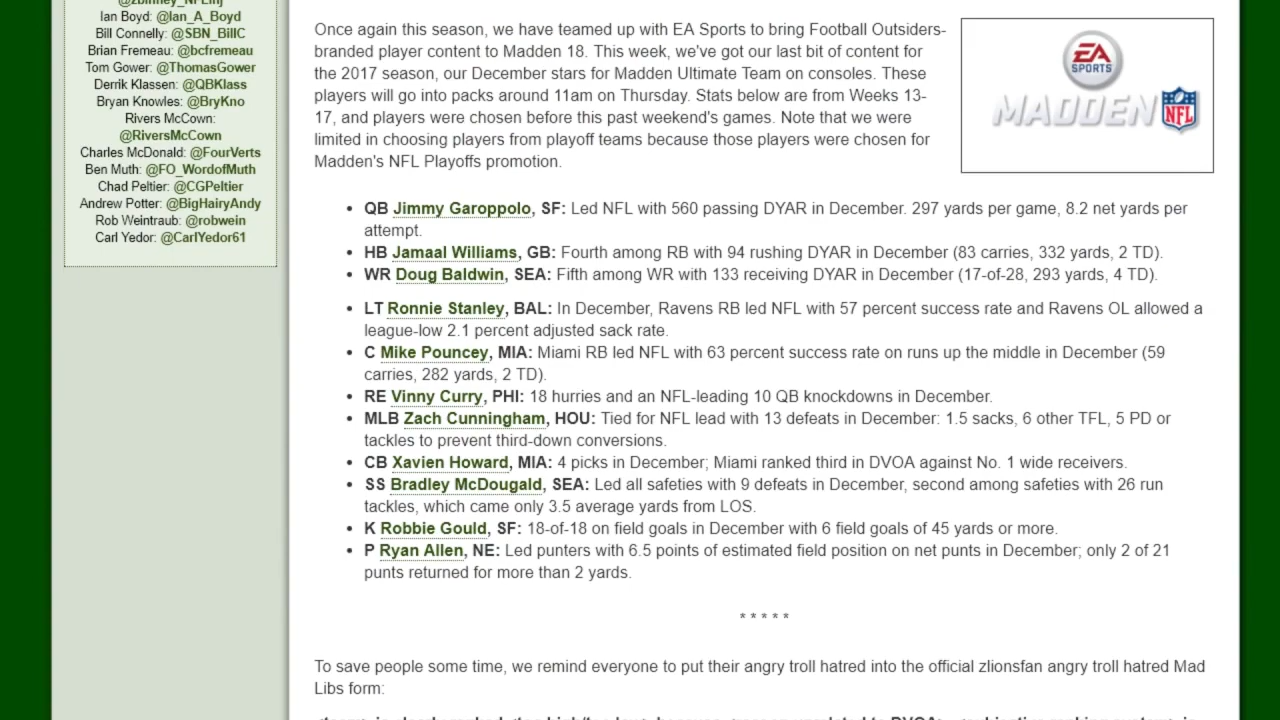 @zbinney_NFLinj
Ian Boyd: @Ian_A_Boyd
Bill Connelly: @SBN_BillC
Brian Fremeau: @bcfremeau
Tom Gower: @ThomasGower
Derrik Klassen: @QBKlass
Bryan Knowles: @BryKno
Rivers McCown:
@RiversMcCown
Charles McDonald: @FourVerts
Ben Muth: @FO_WordofMuth
Chad Peltier: @CGPeltier
Andrew Potter: @BigHairyAndy
Rob Weintraub: @robwein
Carl Yedor: @CarlYedor61
Once again this season, we have teamed up with EA Sports to bring Football Outsiders-
branded player content to Madden 18. This week, we've got our last bit of content for
the 2017 season, our December stars for Madden Ultimate Team on consoles. These
players will go into packs around 11am on Thursday. Stats below are from Weeks 13-
17, and players were chosen before this past weekend's games. Note that we were
limited in choosing players from playoff teams because those players were chosen for
Madden's NFL Playoffs promotion.
EA
SPORTS
MADDEN NFL
• QB Jimmy Garoppolo, SF: Led NFL with 560 passing DYAR in December. 297 yards per game, 8.2 net yards per
attempt.
• HB Jamaal Williams, GB: Fourth among RB with 94 rushing DYAR in December (83 carries, 332 yards, 2 TD).
• WR Doug Baldwin, SEA: Fifth among WR with 133 receiving DYAR in December (17-of-28, 293 yards, 4 TD).
• LT Ronnie Stanley, BAL: In December, Ravens RB led NFL with 57 percent success rate and Ravens OL allowed a
league-low 2.1 percent adjusted sack rate.
• C Mike Pouncey, MIA: Miami RB led NFL with 63 percent success rate on runs up the middle in December (59
carries, 282 yards, 2 TD).
• RE Vinny Curry, PHI: 18 hurries and an NFL-leading 10 QB knockdowns in December.
• MLB Zach Cunningham, HOU: Tied for NFL lead with 13 defeats in December: 1.5 sacks, 6 other TFL, 5 PD or
tackles to prevent third-down conversions.
• CB Xavien Howard, MIA: 4 picks in December; Miami ranked third in DVOA against No. 1 wide receivers.
• SS Bradley McDougald, SEA: Led all safeties with 9 defeats in December, second among safeties with 26 run
tackles, which came only 3.5 average yards from LOS.
• K Robbie Gould, SF: 18-of-18 on field goals in December with 6 field goals of 45 yards or more.
• P Ryan Allen, NE: Led punters with 6.5 points of estimated field position on net punts in December; only 2 of 21
punts returned for more than 2 yards.
* * * * *
To save people some time, we remind everyone to put their angry troll hatred into the official zlionsfan angry troll hatred Mad
Libs form: